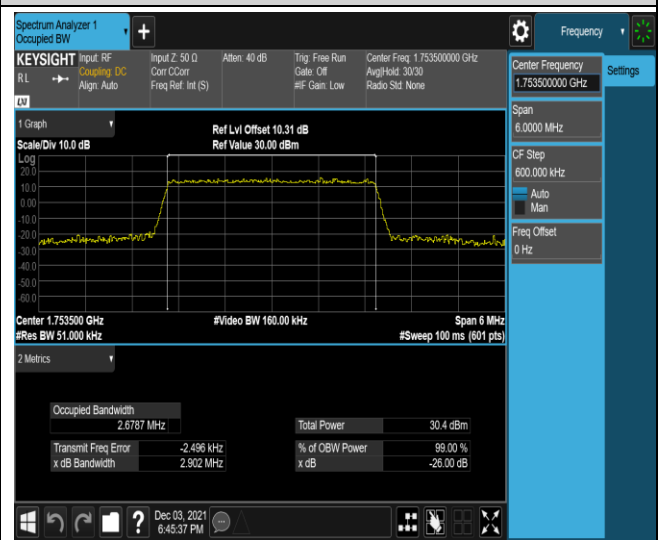 Spectrum Analyzer 1
Occupied BW
Frequency
KEYSIGHT
RL
LXI
Input: RF
Coupling: DC
Align: Auto
Input Z: 50 Ω
Corr CCorr
Freq Ref: Int (S)
Atten: 40 dB
Trig: Free Run
Gate: Off
#IF Gain: Low
Center Freq: 1.753500000 GHz
Avg|Hold: 30/30
Radio Std: None
Center Frequency
1.753500000 GHz
Settings
Span
6.0000 MHz
CF Step
600.000 kHz
Auto
Man
Freq Offset
0 Hz
1 Graph
Scale/Div 10.0 dB
Ref Lvl Offset 10.31 dB
Ref Value 30.00 dBm
Log
20.0
10.0
0.00
-10.0
-20.0
-30.0
-40.0
-50.0
-60.0
Center 1.753500 GHz
#Res BW 51.000 kHz
#Video BW 160.00 kHz
Span 6 MHz
#Sweep 100 ms (601 pts)
2 Metrics
Occupied Bandwidth
2.6787 MHz
Total Power 30.4 dBm
Transmit Freq Error -2.496 kHz
% of OBW Power 99.00 %
x dB Bandwidth 2.902 MHz
x dB -26.00 dB
?
Dec 03, 2021
6:45:37 PM